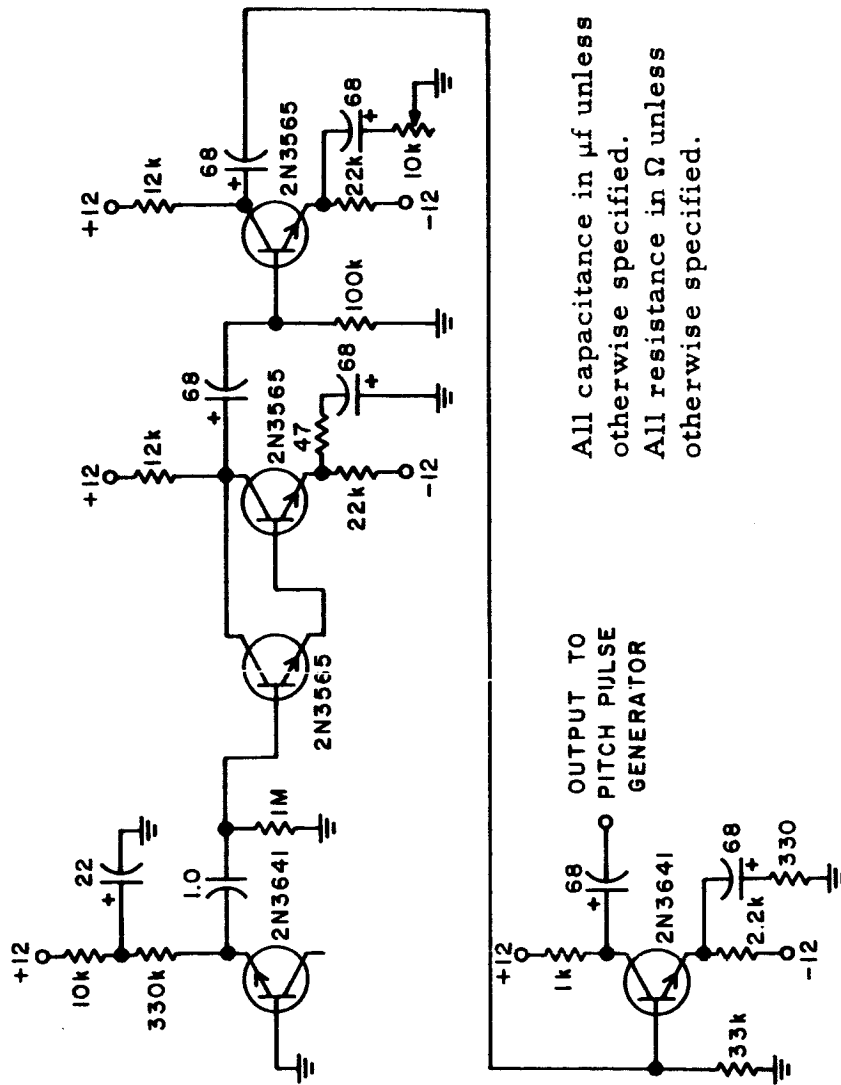 +12
10k
22
330k
1.0
2N3641
1M
2N3565
+12
12k
68
+
2N3565
47
68
+
22k
-12
100k
+12
12k
68
+
2N3565
68
+
22k
10k
-12
+12
1k
68
+
OUTPUT TO
PITCH PULSE
GENERATOR
2N3641
68
+
2.2k
330
-12
33k
+
All capacitance in μf unless
otherwise specified.
All resistance in Ω unless
otherwise specified.